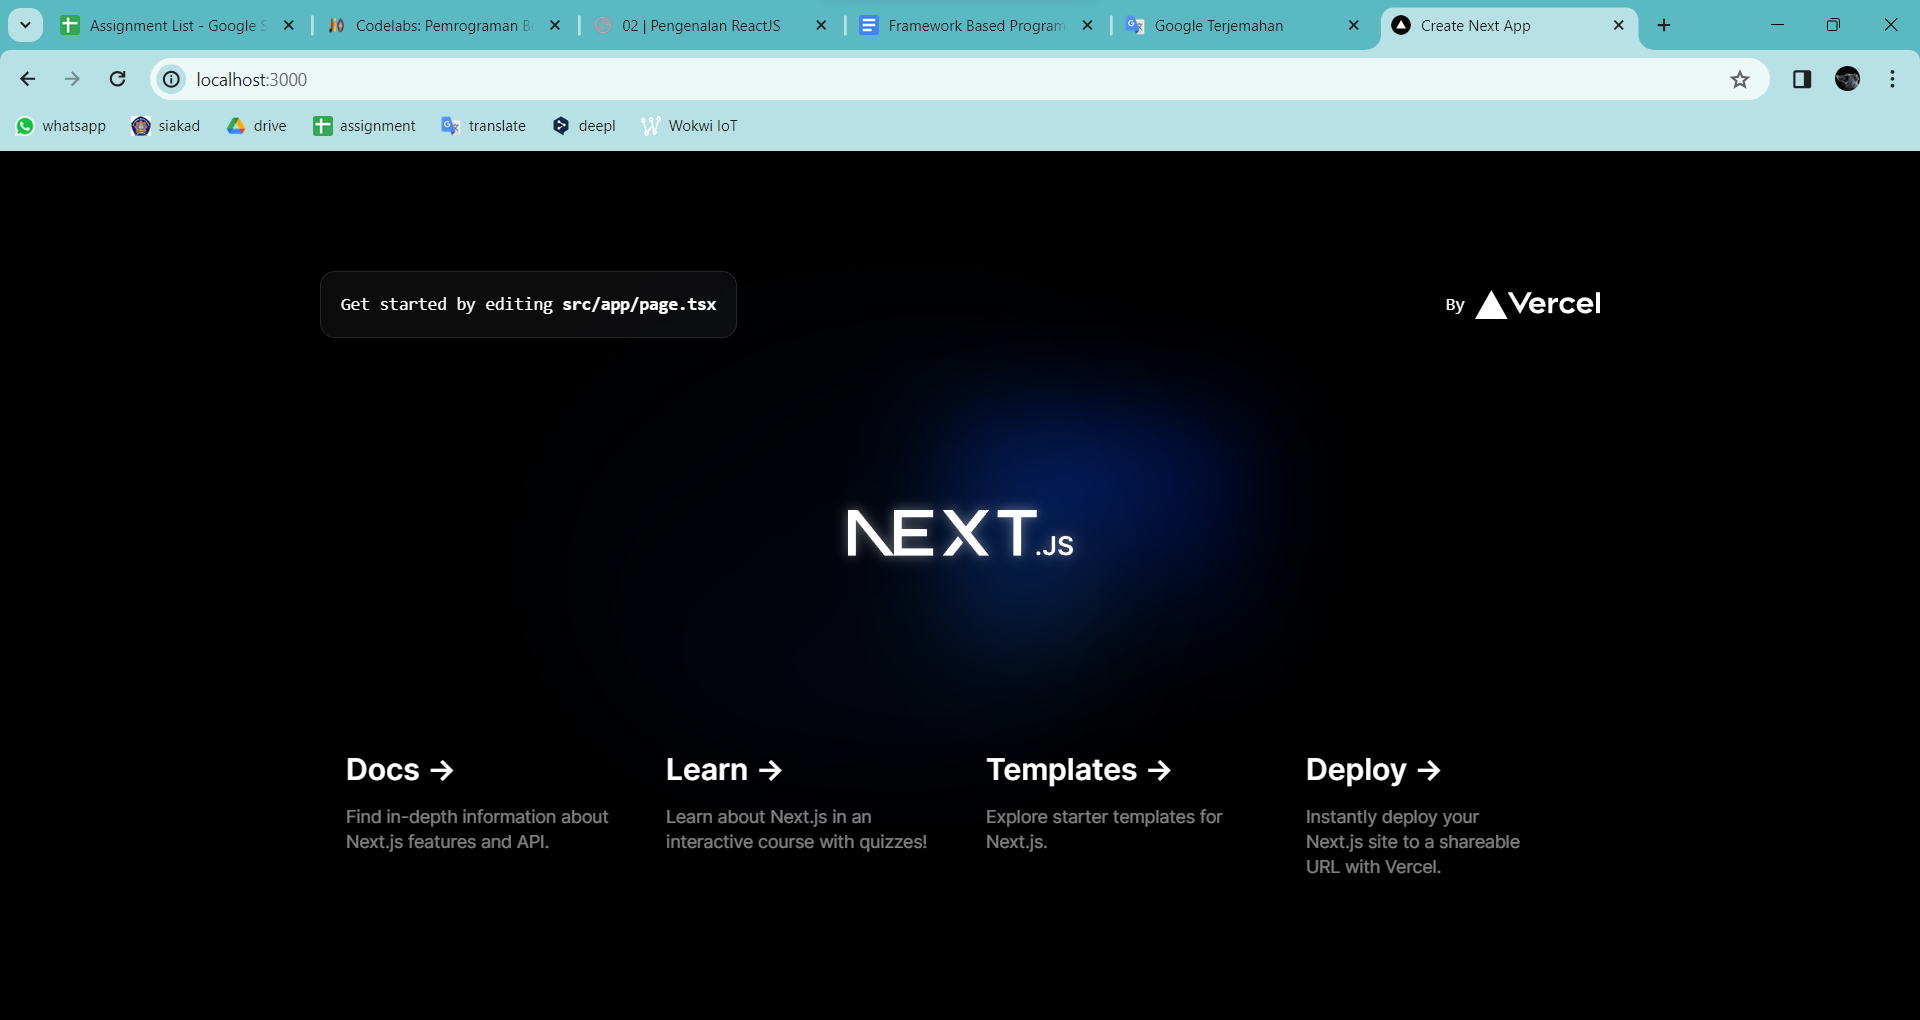 Assignment List - Google S
Codelabs: Pemrograman Be
02 | Pengenalan ReactJS
Framework Based Program
Google Terjemahan
Create Next App
localhost:3000
whatsapp
siakad
drive
assignment
translate
deepl
Wokwi IoT
Get started by editing src/app/page.tsx
By Vercel
NEXT.JS
Docs →
Find in-depth information about
Next.js features and API.
Learn →
Learn about Next.js in an
interactive course with quizzes!
Templates →
Explore starter templates for
Next.js.
Deploy →
Instantly deploy your
Next.js site to a shareable
URL with Vercel.